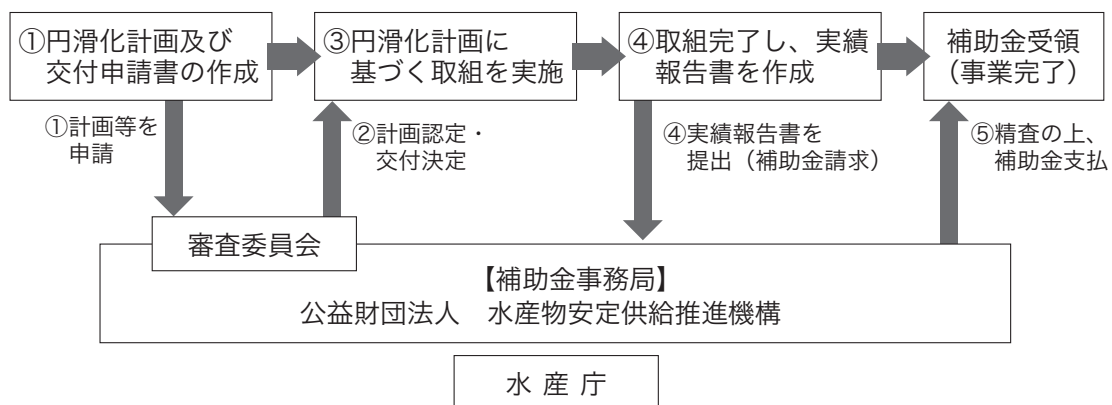 ①円滑化計画及び
交付申請書の作成
③円滑化計画に
基づく取組を実施
④取組完了し、実績
報告書を作成
補助金受領
（事業完了）
①計画等を
申請
②計画認定・
交付決定
④実績報告書を
提出（補助金請求）
⑤精査の上、
補助金支払
審査委員会
【補助金事務局】
公益財団法人　水産物安定供給推進機構
水 産 庁